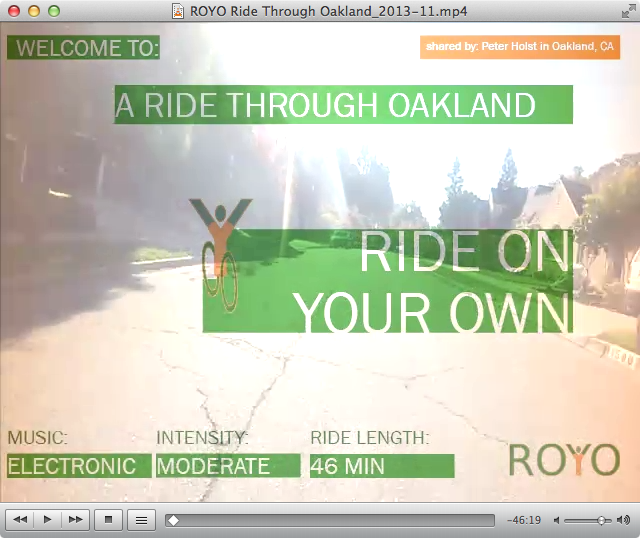 ROYO Ride Through Oakland_2013-11.mp4
WELCOME TO:
shared by: Peter Holst in Oakland, CA
A RIDE THROUGH OAKLAND
RIDE ON
YOUR OWN
MUSIC:
INTENSITY:
RIDE LENGTH:
ELECTRONIC
MODERATE
46 MIN
ROYO
-46:19